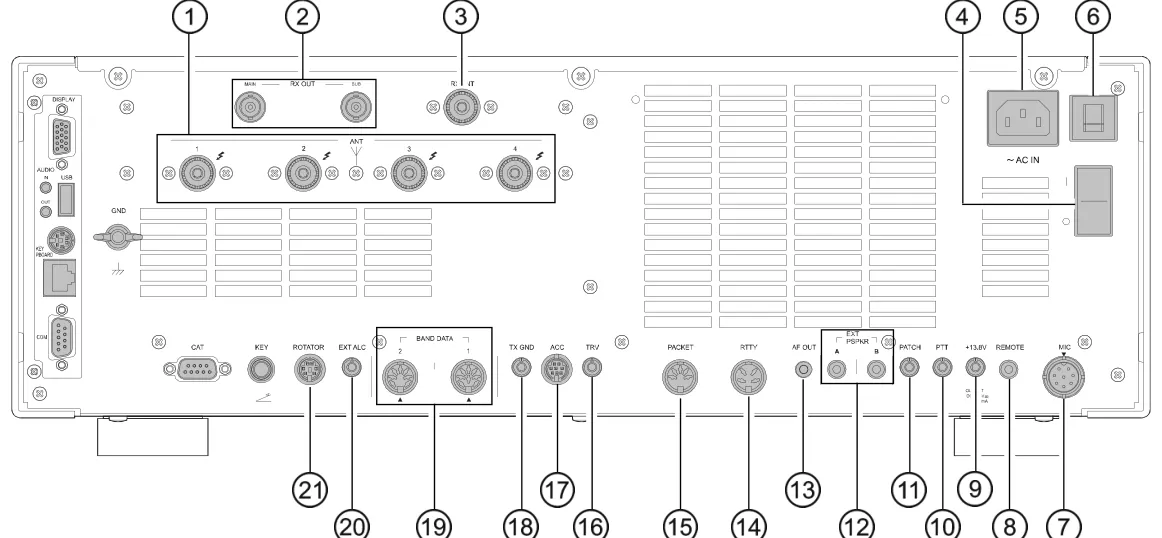 1 2 3 4 5 6
MAIN RX OUT SUB
DISPLAY
ANT
1 2 3 4
~ AC IN
AUDIO
IN USB
OUT
GND
KEY
COM
CAT KEY ROTATOR EXT ALC
BAND DATA
2 1
TX GND ACC TRV
PACKET RTTY AF OUT
EXT
PSPKR
A B
PATCH PTT +13.8V REMOTE MIC
21 17 13 11 9
20 19 18 16 15 14 12 10 8 7